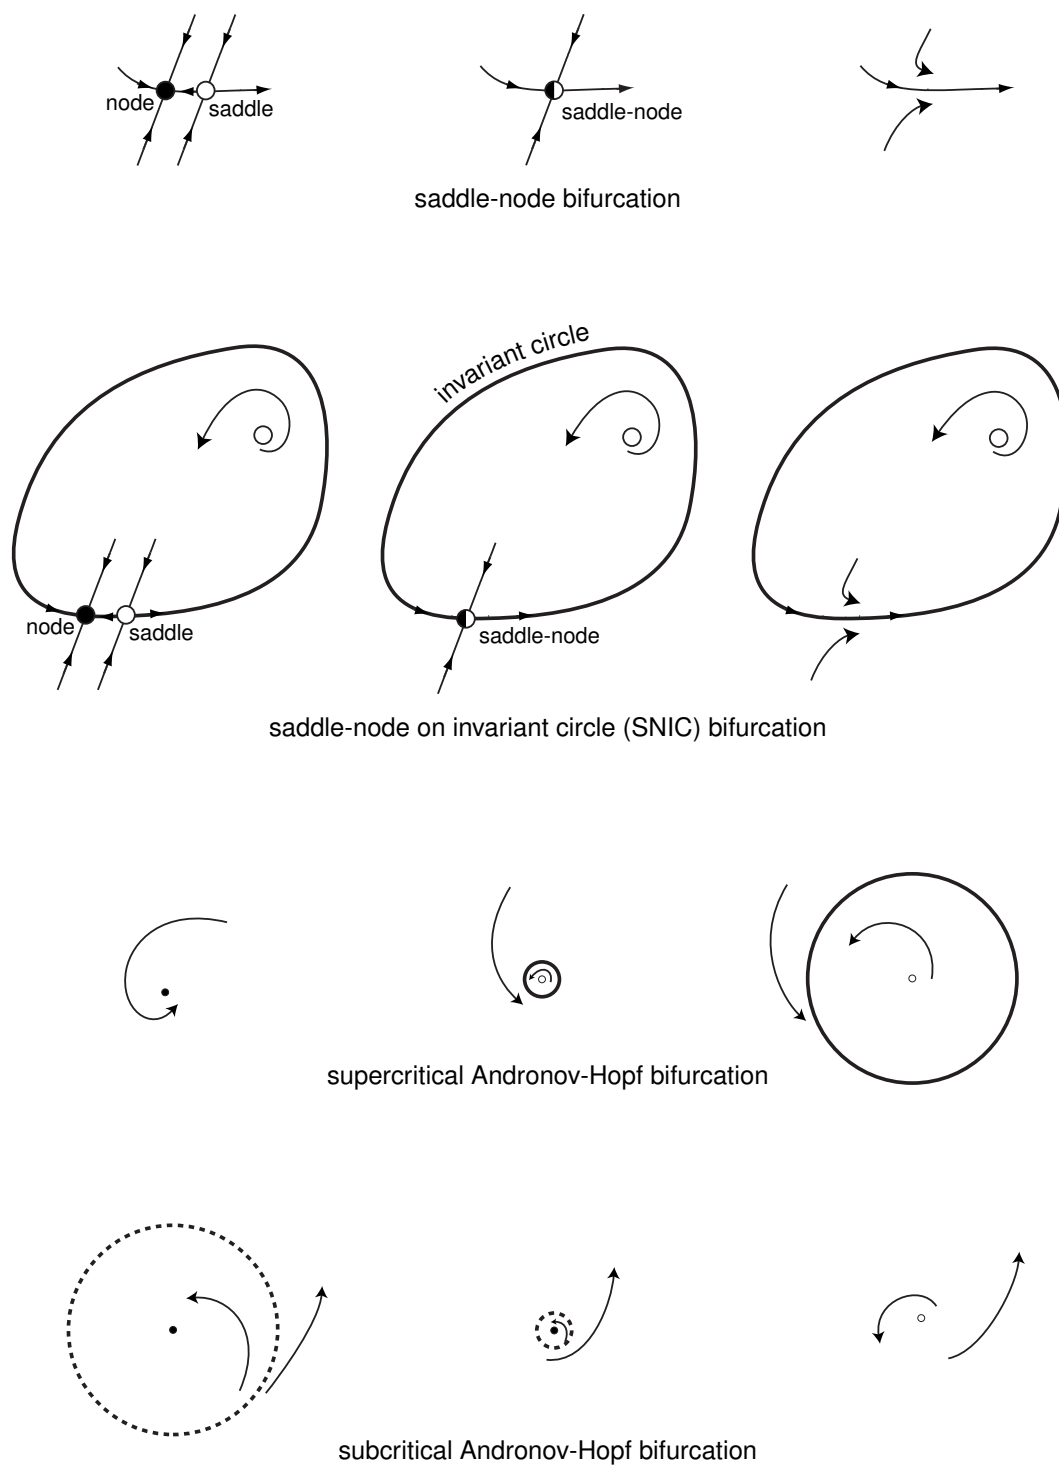 node
saddle
saddle-node
saddle-node bifurcation
invariant circle
node
saddle
saddle-node
saddle-node on invariant circle (SNIC) bifurcation
supercritical Andronov-Hopf bifurcation
subcritical Andronov-Hopf bifurcation